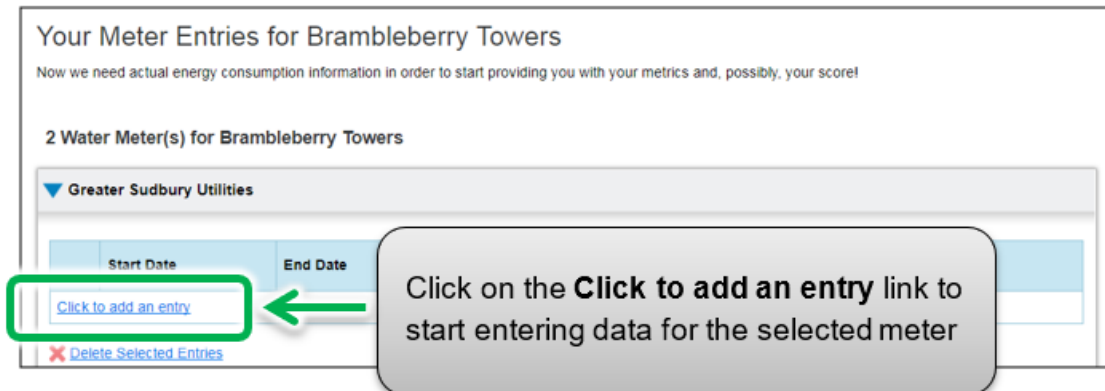 Your Meter Entries for Brambleberry Towers
Now we need actual energy consumption information in order to start providing you with your metrics and, possibly, your score!
2 Water Meter(s) for Brambleberry Towers
Greater Sudbury Utilities
Start Date End Date
Click to add an entry
Click on the Click to add an entry link to
start entering data for the selected meter
Delete Selected Entries